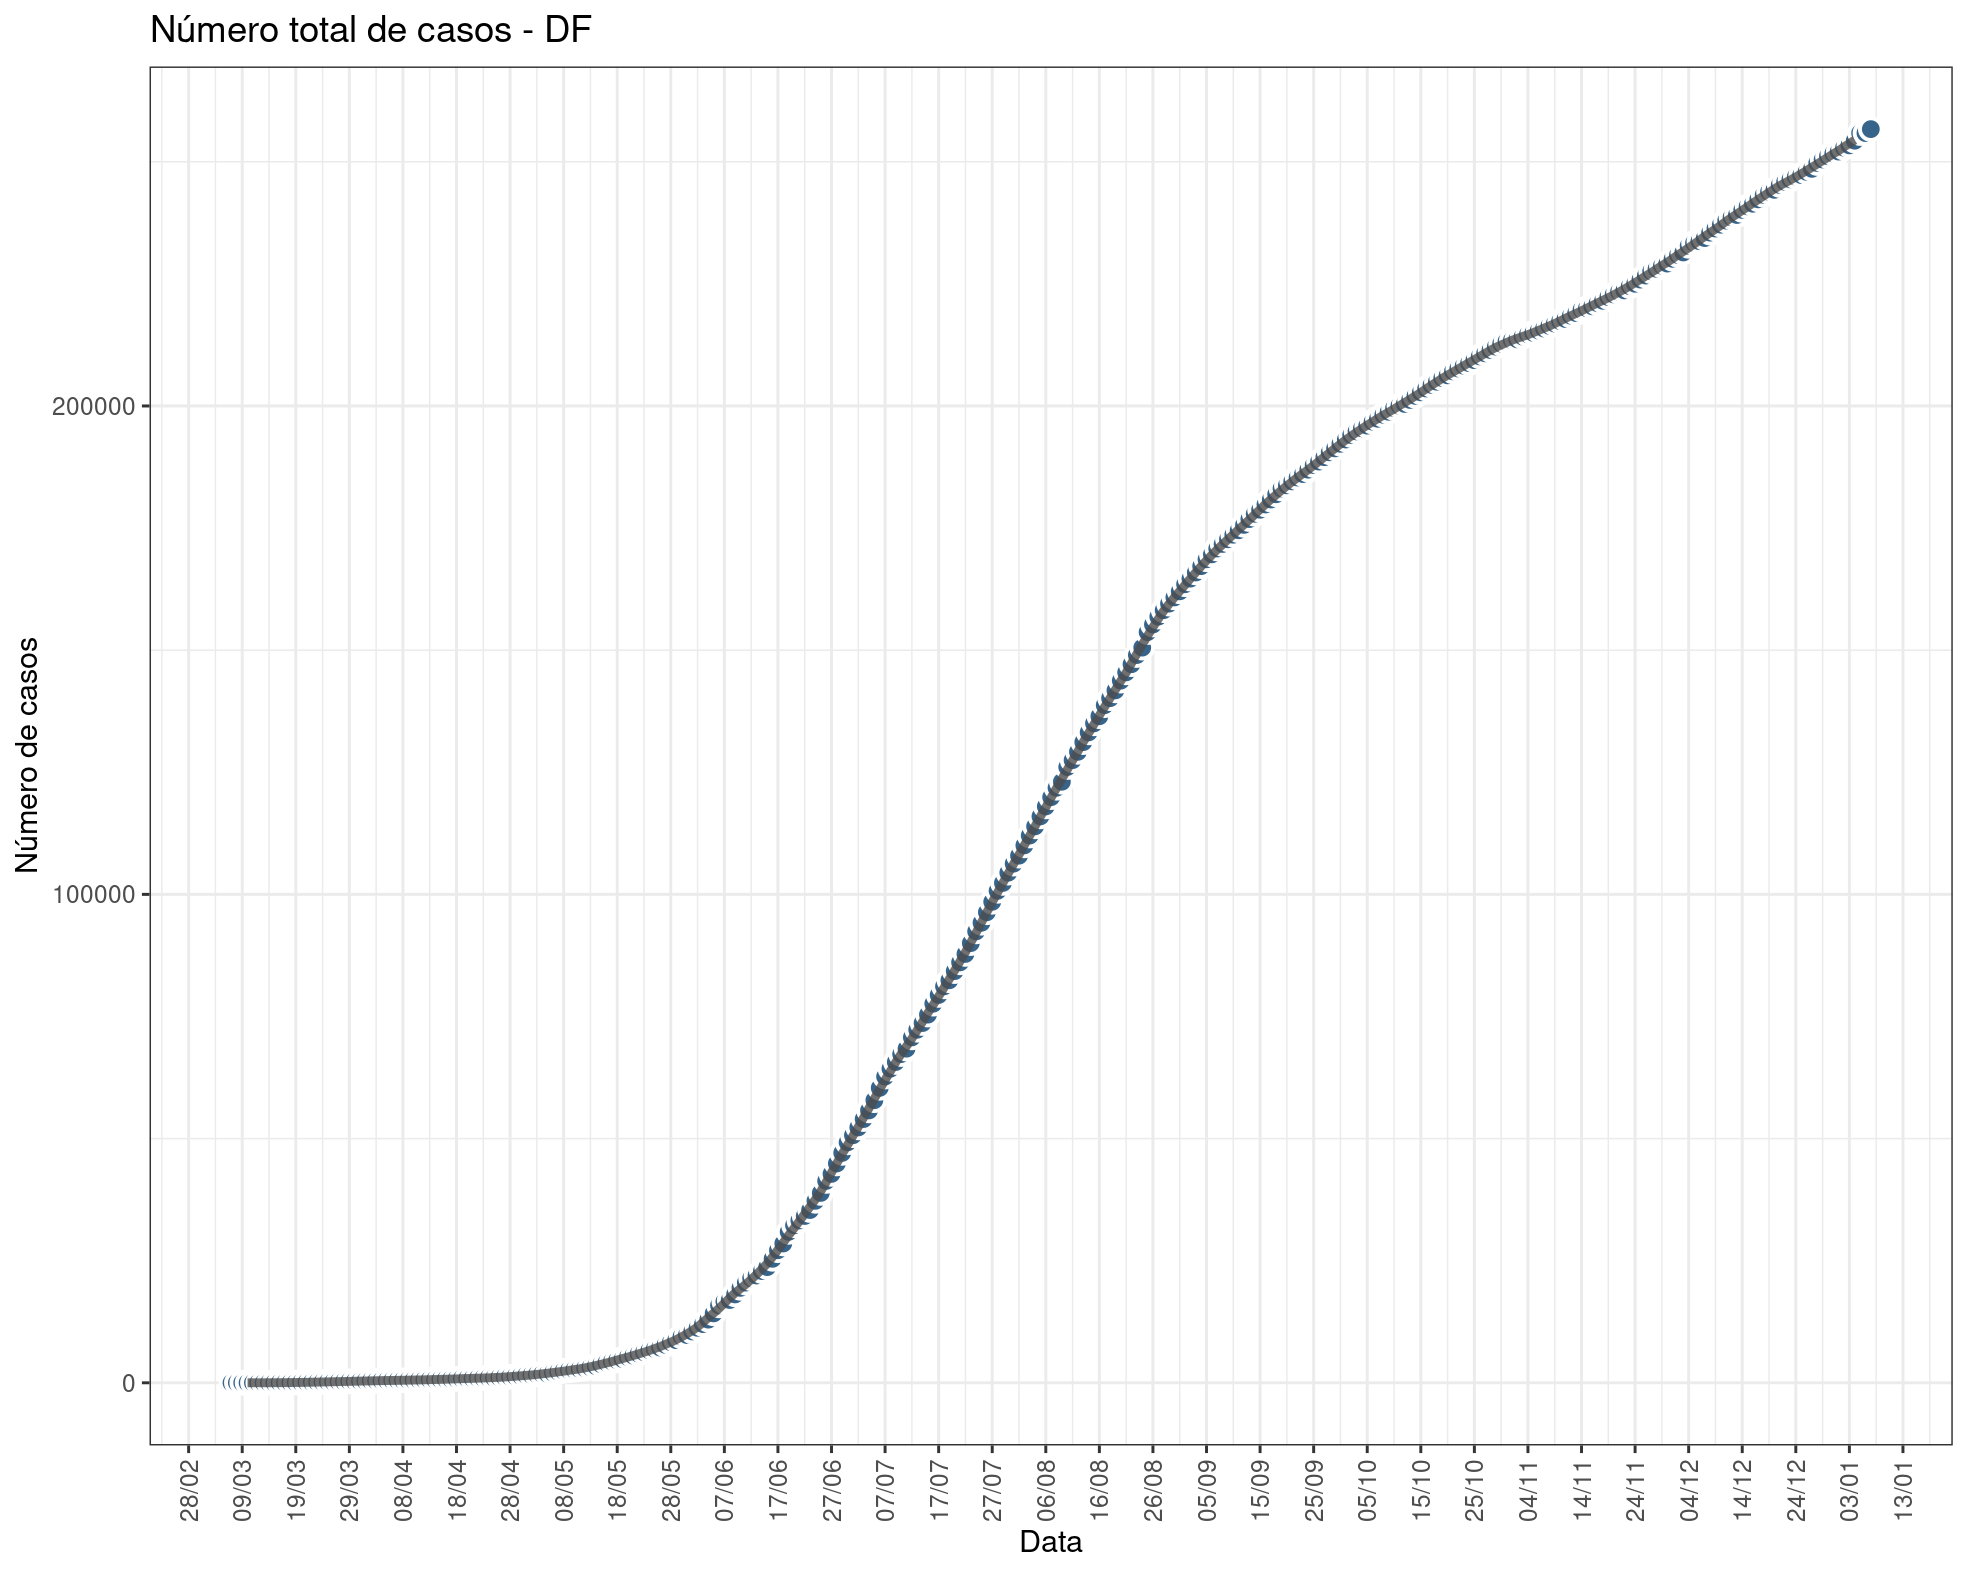 Número total de casos - DF
Número de casos
200000
100000
0
28/02 09/03 19/03 29/03 08/04 18/04 28/04 08/05 18/05 28/05 07/06 17/06 27/06 07/07 17/07 27/07 06/08 16/08 26/08 05/09 15/09 25/09 05/10 15/10 25/10 04/11 14/11 24/11 04/12 14/12 24/12 03/01 13/01
Data